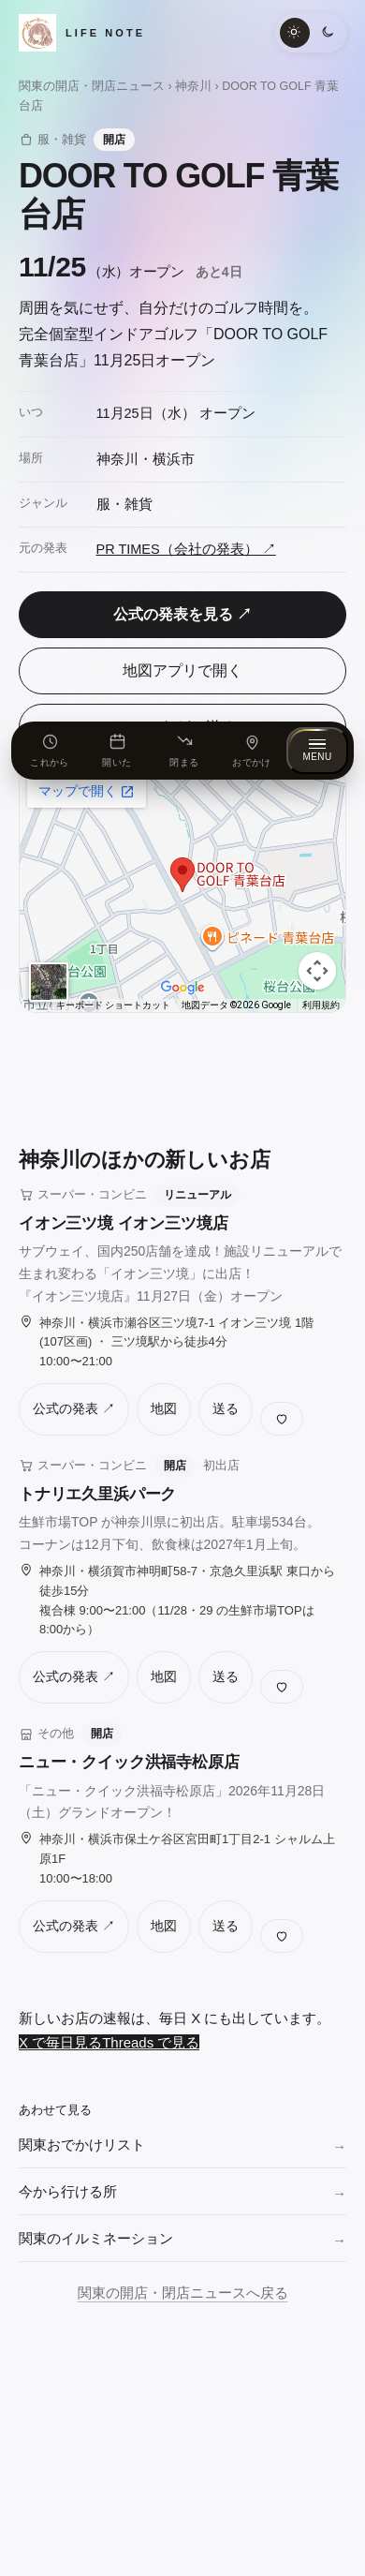 LIFE NOTE
関東の開店・閉店ニュース › 神奈川 › DOOR TO GOLF 青葉
台店
服・雑貨 開店
DOOR TO GOLF 青葉
台店
11/25（水）オープン あと4日
周囲を気にせず、自分だけのゴルフ時間を。
完全個室型インドアゴルフ「DOOR TO GOLF
青葉台店」11月25日オープン
いつ 11月25日（水） オープン
場所 神奈川・横浜市
ジャンル 服・雑貨
元の発表 PR TIMES（会社の発表） ↗
公式の発表を見る ↗
地図アプリで開く
これから 開いた 閉まる おでかけ MENU
マップで開く
DOOR TO
GOLF 青葉台店
ビネード 青葉台店
1丁目
台公園
桜台公園
Google
市立
キーボード ショートカット 地図データ ©2026 Google 利用規約
神奈川のほかの新しいお店
スーパー・コンビニ リニューアル
イオン三ツ境 イオン三ツ境店
サブウェイ、国内250店舗を達成！施設リニューアルで
生まれ変わる「イオン三ツ境」に出店！
『イオン三ツ境店』11月27日（金）オープン
神奈川・横浜市瀬谷区三ツ境7-1 イオン三ツ境 1階
(107区画) ・ 三ツ境駅から徒歩4分
10:00〜21:00
公式の発表 ↗ 地図 送る
スーパー・コンビニ 開店 初出店
トナリエ久里浜パーク
生鮮市場TOP が神奈川県に初出店。駐車場534台。
コーナンは12月下旬、飲食棟は2027年1月上旬。
神奈川・横須賀市神明町58-7・京急久里浜駅 東口から
徒歩15分
複合棟 9:00〜21:00（11/28・29 の生鮮市場TOPは
8:00から）
公式の発表 ↗ 地図 送る
その他 開店
ニュー・クイック洪福寺松原店
「ニュー・クイック洪福寺松原店」2026年11月28日
（土）グランドオープン！
神奈川・横浜市保土ケ谷区宮田町1丁目2-1 シャルム上
原1F
10:00〜18:00
公式の発表 ↗ 地図 送る
新しいお店の速報は、毎日 X にも出しています。
X で毎日見るThreads で見る
あわせて見る
関東おでかけリスト →
今から行ける所 →
関東のイルミネーション →
関東の開店・閉店ニュースへ戻る